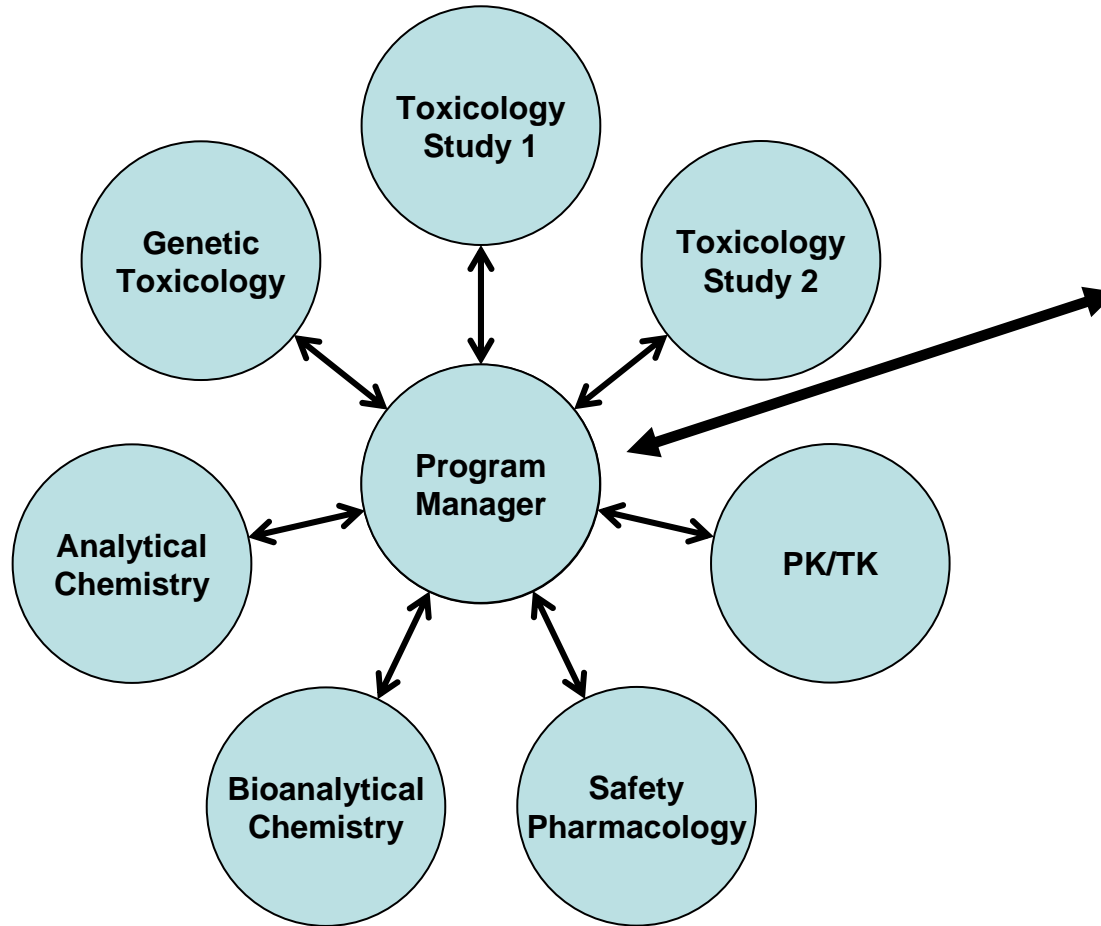 Toxicology
Study 1
Genetic
Toxicology
Toxicology
Study 2
Program
Manager
Analytical
Chemistry
PK/TK
Bioanalytical
Chemistry
Safety
Pharmacology